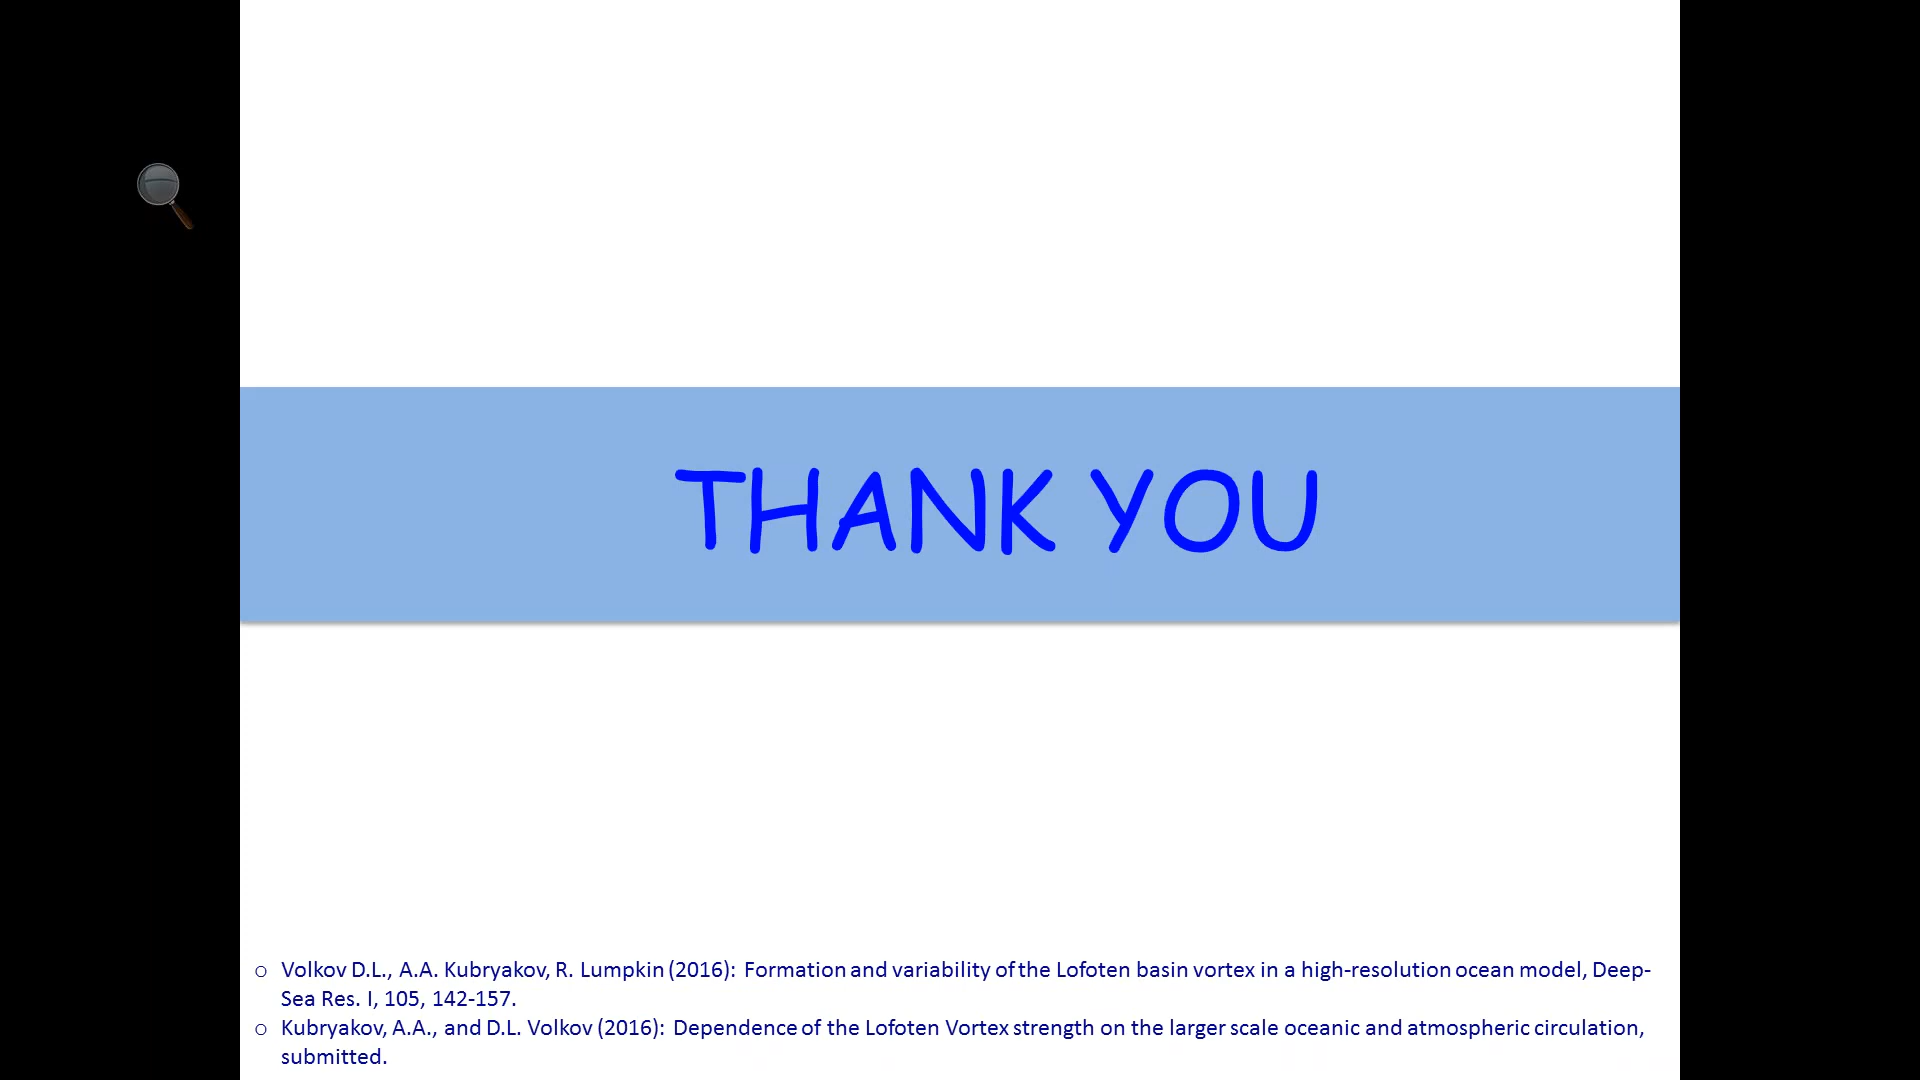 THANK YOU
o Volkov D.L., A.A. Kubryakov, R. Lumpkin (2016): Formation and variability of the Lofoten basin vortex in a high-resolution ocean model, Deep-
Sea Res. I, 105, 142-157.
o Kubryakov, A.A., and D.L. Volkov (2016): Dependence of the Lofoten Vortex strength on the larger scale oceanic and atmospheric circulation,
submitted.